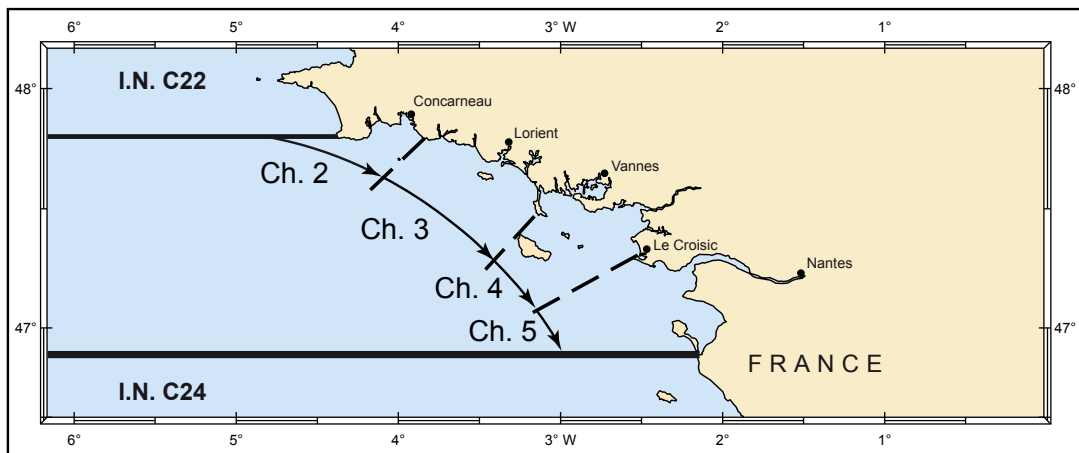 6° 5° 4° 3° W 2° 1°
48° 48°
I.N. C22
Concarneau
Lorient
Ch. 2
Vannes
Ch. 3
Le Croisic
Ch. 4
Nantes
47° 47°
Ch. 5
FRANCE
I.N. C24
6° 5° 4° 3° W 2° 1°